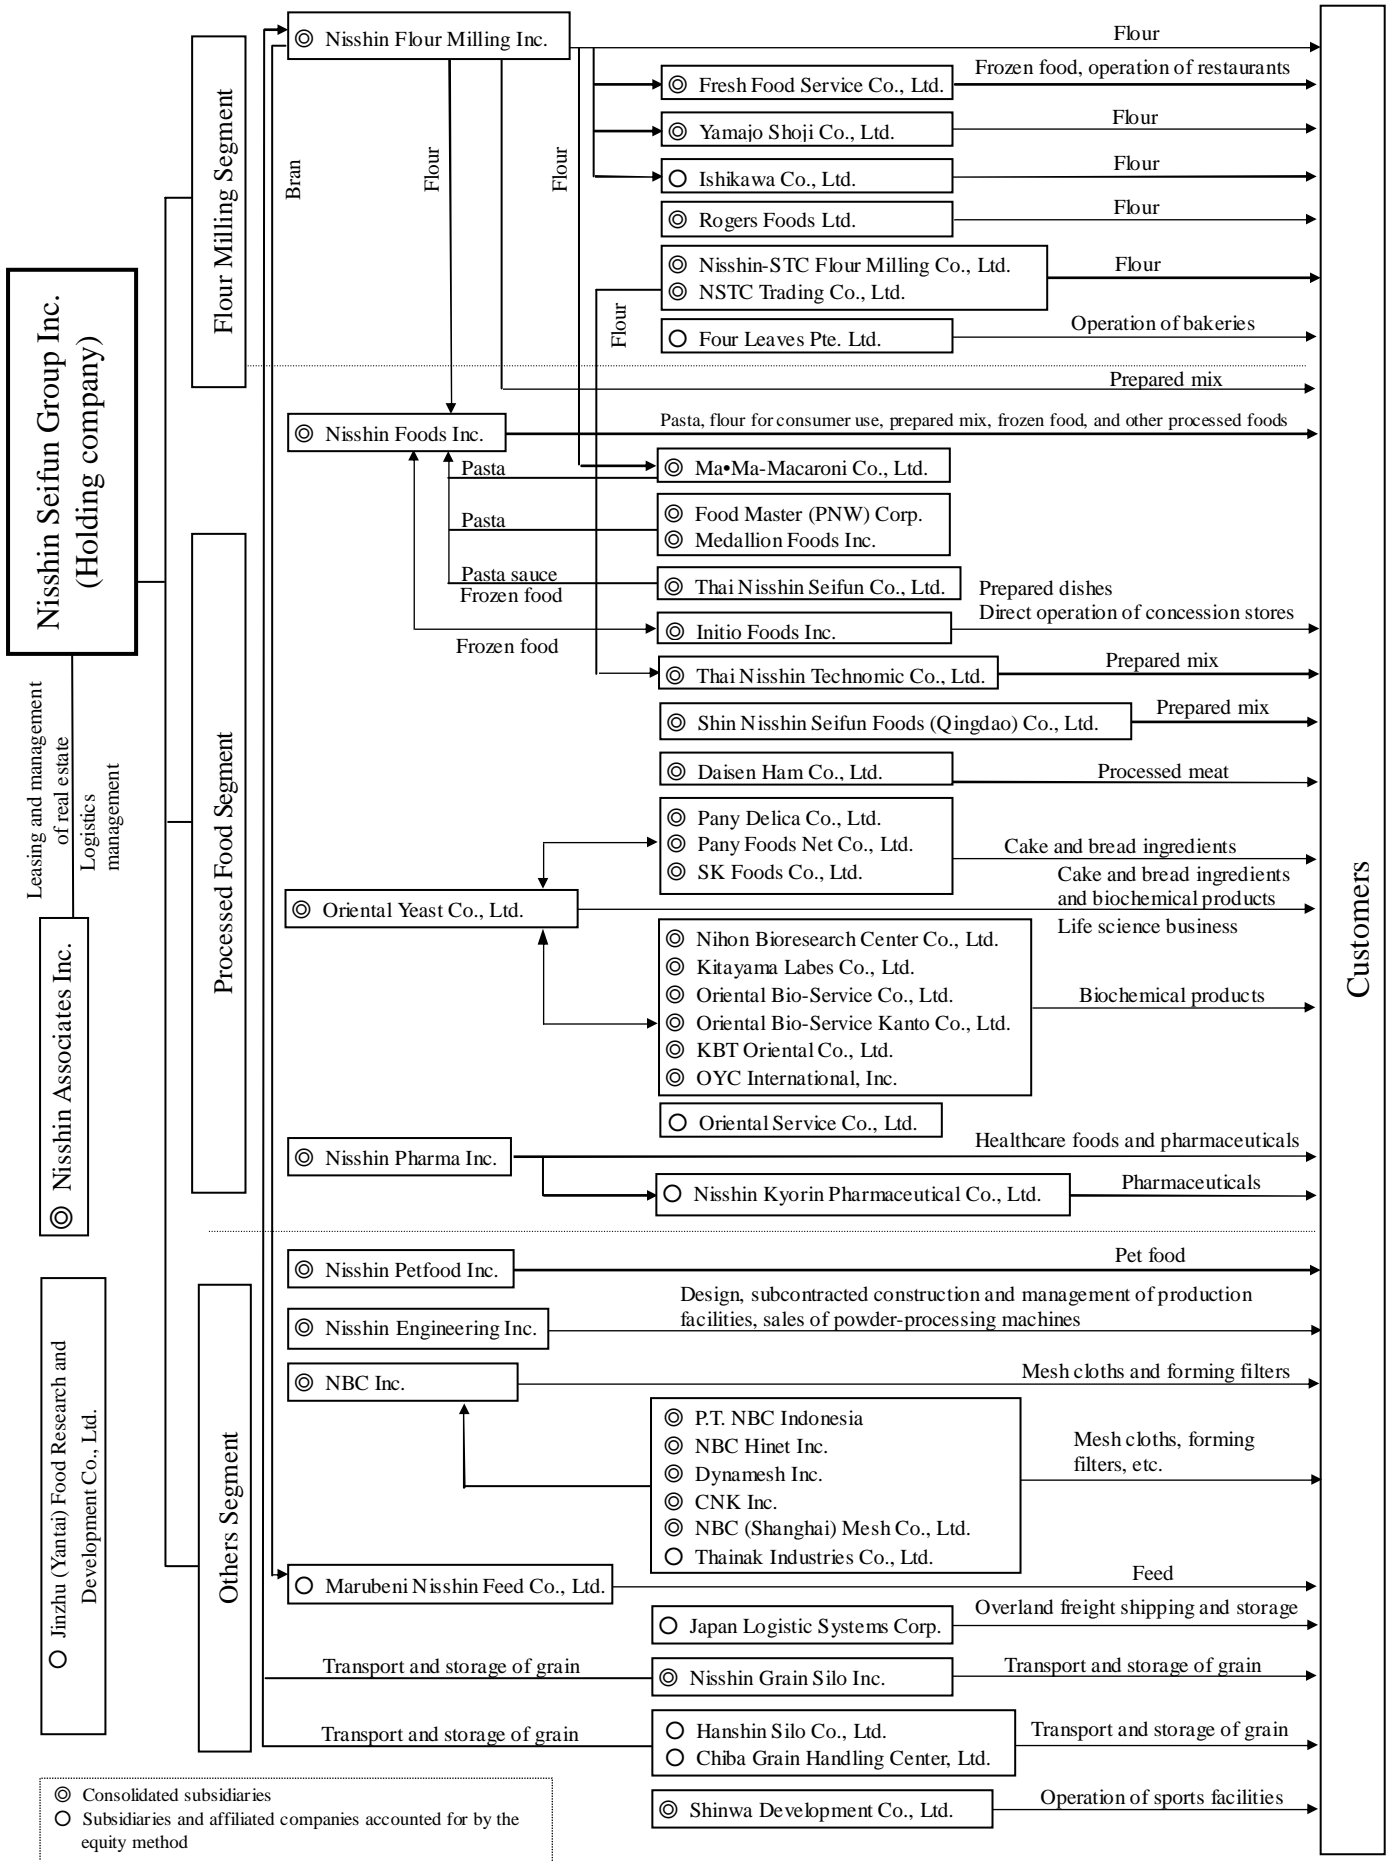 Nisshin Seifun Group Inc.
(Holding company)
Leasing and management
of real estate
Logistics
management
◎ Nisshin Associates Inc.
○ Jinzhu (Yantai) Food Research and
Development Co., Ltd.
Flour Milling Segment
◎ Nisshin Flour Milling Inc.
Flour
Bran
Flour
Flour
◎ Fresh Food Service Co., Ltd.
Frozen food, operation of restaurants
◎ Yamajo Shoji Co., Ltd.
Flour
○ Ishikawa Co., Ltd.
Flour
◎ Rogers Foods Ltd.
Flour
◎ Nisshin-STC Flour Milling Co., Ltd.
◎ NSTC Trading Co., Ltd.
Flour
Flour
○ Four Leaves Pte. Ltd.
Operation of bakeries
Prepared mix
Processed Food Segment
◎ Nisshin Foods Inc.
Pasta, flour for consumer use, prepared mix, frozen food, and other processed foods
Pasta
◎ Ma•Ma-Macaroni Co., Ltd.
Pasta
◎ Food Master (PNW) Corp.
◎ Medallion Foods Inc.
Pasta sauce
Frozen food
◎ Thai Nisshin Seifun Co., Ltd.
Frozen food
◎ Initio Foods Inc.
Prepared dishes
Direct operation of concession stores
◎ Thai Nisshin Technomic Co., Ltd.
Prepared mix
◎ Shin Nisshin Seifun Foods (Qingdao) Co., Ltd.
Prepared mix
◎ Daisen Ham Co., Ltd.
Processed meat
◎ Pany Delica Co., Ltd.
◎ Pany Foods Net Co., Ltd.
◎ SK Foods Co., Ltd.
Cake and bread ingredients
◎ Oriental Yeast Co., Ltd.
Cake and bread ingredients
and biochemical products
Life science business
◎ Nihon Bioresearch Center Co., Ltd.
◎ Kitayama Labes Co., Ltd.
◎ Oriental Bio-Service Co., Ltd.
◎ Oriental Bio-Service Kanto Co., Ltd.
◎ KBT Oriental Co., Ltd.
◎ OYC International, Inc.
Biochemical products
○ Oriental Service Co., Ltd.
◎ Nisshin Pharma Inc.
Healthcare foods and pharmaceuticals
○ Nisshin Kyorin Pharmaceutical Co., Ltd.
Pharmaceuticals
Others Segment
◎ Nisshin Petfood Inc.
Pet food
◎ Nisshin Engineering Inc.
Design, subcontracted construction and management of production
facilities, sales of powder-processing machines
◎ NBC Inc.
Mesh cloths and forming filters
◎ P.T. NBC Indonesia
◎ NBC Hinet Inc.
◎ Dynamesh Inc.
◎ CNK Inc.
◎ NBC (Shanghai) Mesh Co., Ltd.
○ Thainak Industries Co., Ltd.
Mesh cloths, forming
filters, etc.
○ Marubeni Nisshin Feed Co., Ltd.
Feed
○ Japan Logistic Systems Corp.
Overland freight shipping and storage
Transport and storage of grain
◎ Nisshin Grain Silo Inc.
Transport and storage of grain
Transport and storage of grain
○ Hanshin Silo Co., Ltd.
○ Chiba Grain Handling Center, Ltd.
Transport and storage of grain
◎ Shinwa Development Co., Ltd.
Operation of sports facilities
Customers
◎ Consolidated subsidiaries
○ Subsidiaries and affiliated companies accounted for by the
equity method